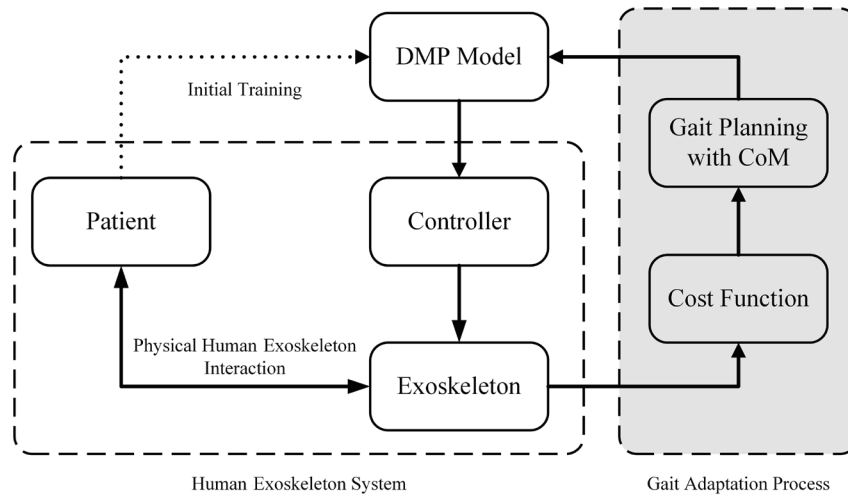 DMP Model
Initial Training
Gait Planning
with CoM
Patient
Controller
Cost Function
Physical Human Exoskeleton
Interaction
Exoskeleton
Human Exoskeleton System
Gait Adaptation Process